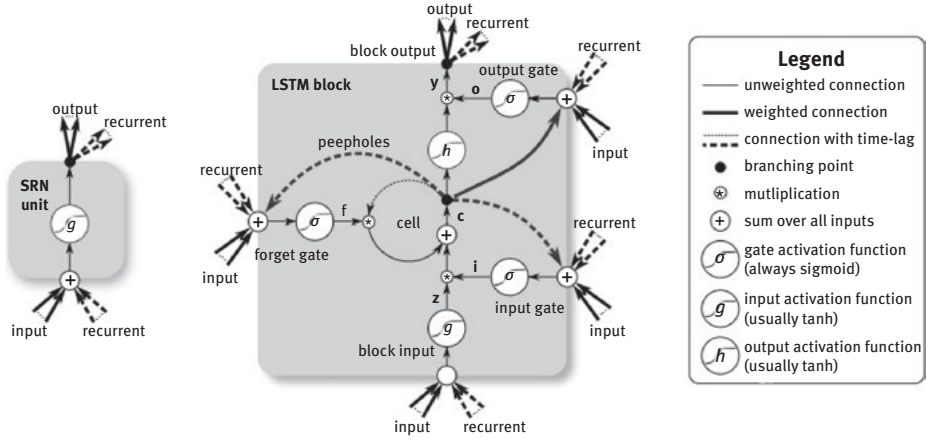 output
recurrent
SRN
unit
g
+
input
recurrent
output
recurrent
block output
LSTM block
y
output gate
recurrent
*
o
σ
+
input
h
peepholes
recurrent
+
σ
f
*
cell
c
+
input
forget gate
recurrent
*
i
σ
+
input gate
input
z
g
block input
input
recurrent
Legend
unweighted connection
weighted connection
connection with time-lag
branching point
* mutliplication
+ sum over all inputs
σ gate activation function
(always sigmoid)
g input activation function
(usually tanh)
h output activation function
(usually tanh)